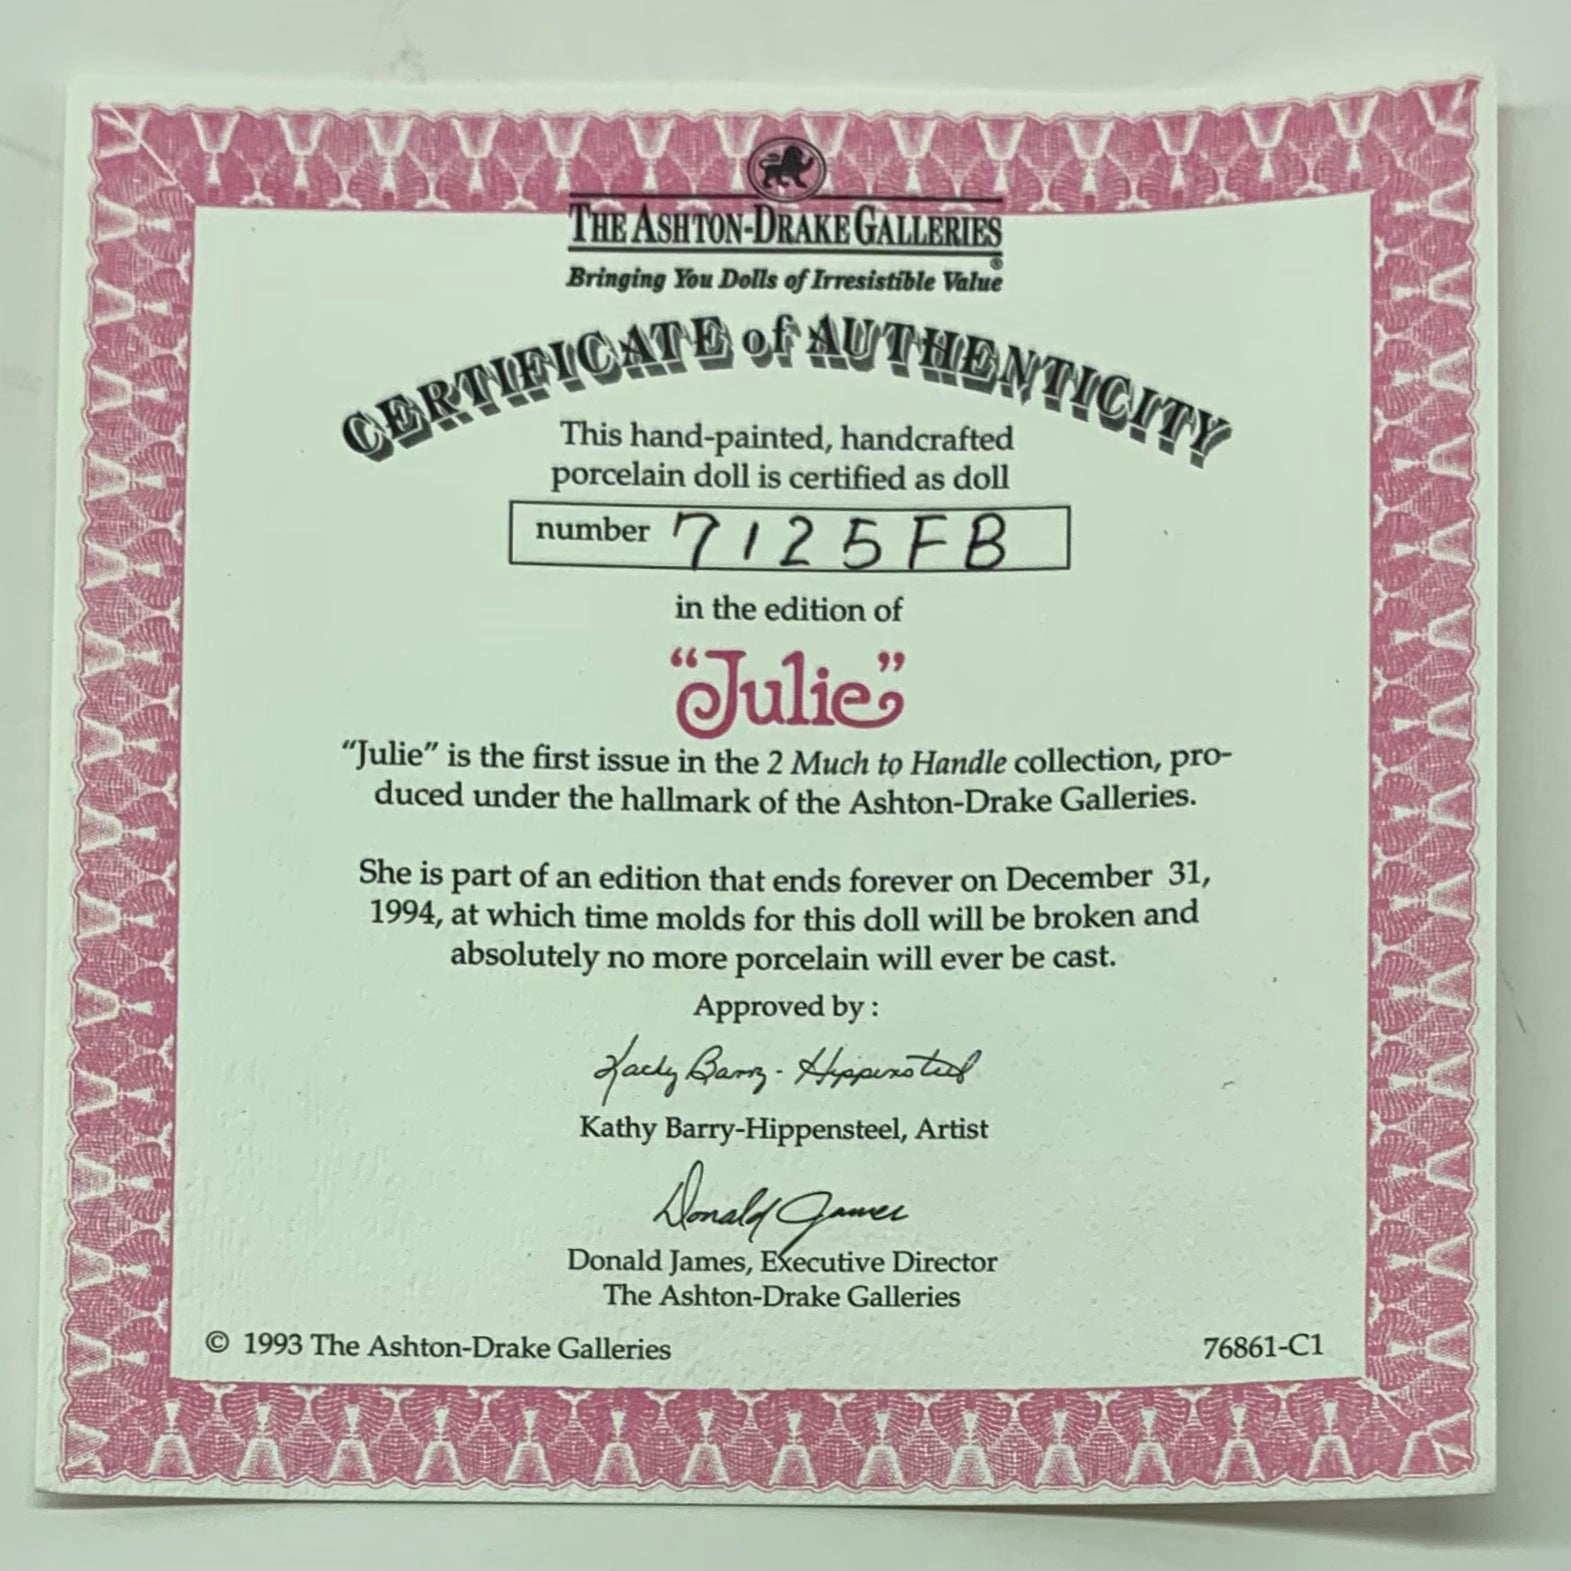 THE ASHTON-DRAKE GALLERIES
®
Bringing You Dolls of Irresistible Value
CERTIFICATE of AUTHENTICITY
This hand-painted, handcrafted
porcelain doll is certified as doll
number 7125FB
in the edition of
“Julie”
“Julie” is the first issue in the 2 Much to Handle collection, pro-
duced under the hallmark of the Ashton-Drake Galleries.
She is part of an edition that ends forever on December 31,
1994, at which time molds for this doll will be broken and
absolutely no more porcelain will ever be cast.
Approved by :
Kathy Barry-Hippensteel
Kathy Barry-Hippensteel, Artist
Donald James
Donald James, Executive Director
The Ashton-Drake Galleries
© 1993 The Ashton-Drake Galleries
76861-C1